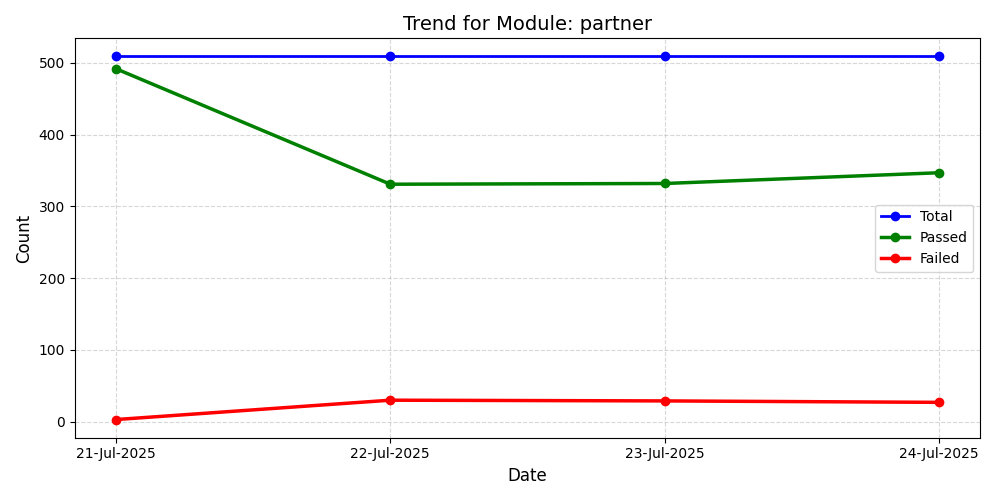 Trend for Module: partner
Count
500
400
300
200
100
0
Total
Passed
Failed
21-Jul-2025
22-Jul-2025
23-Jul-2025
24-Jul-2025
Date